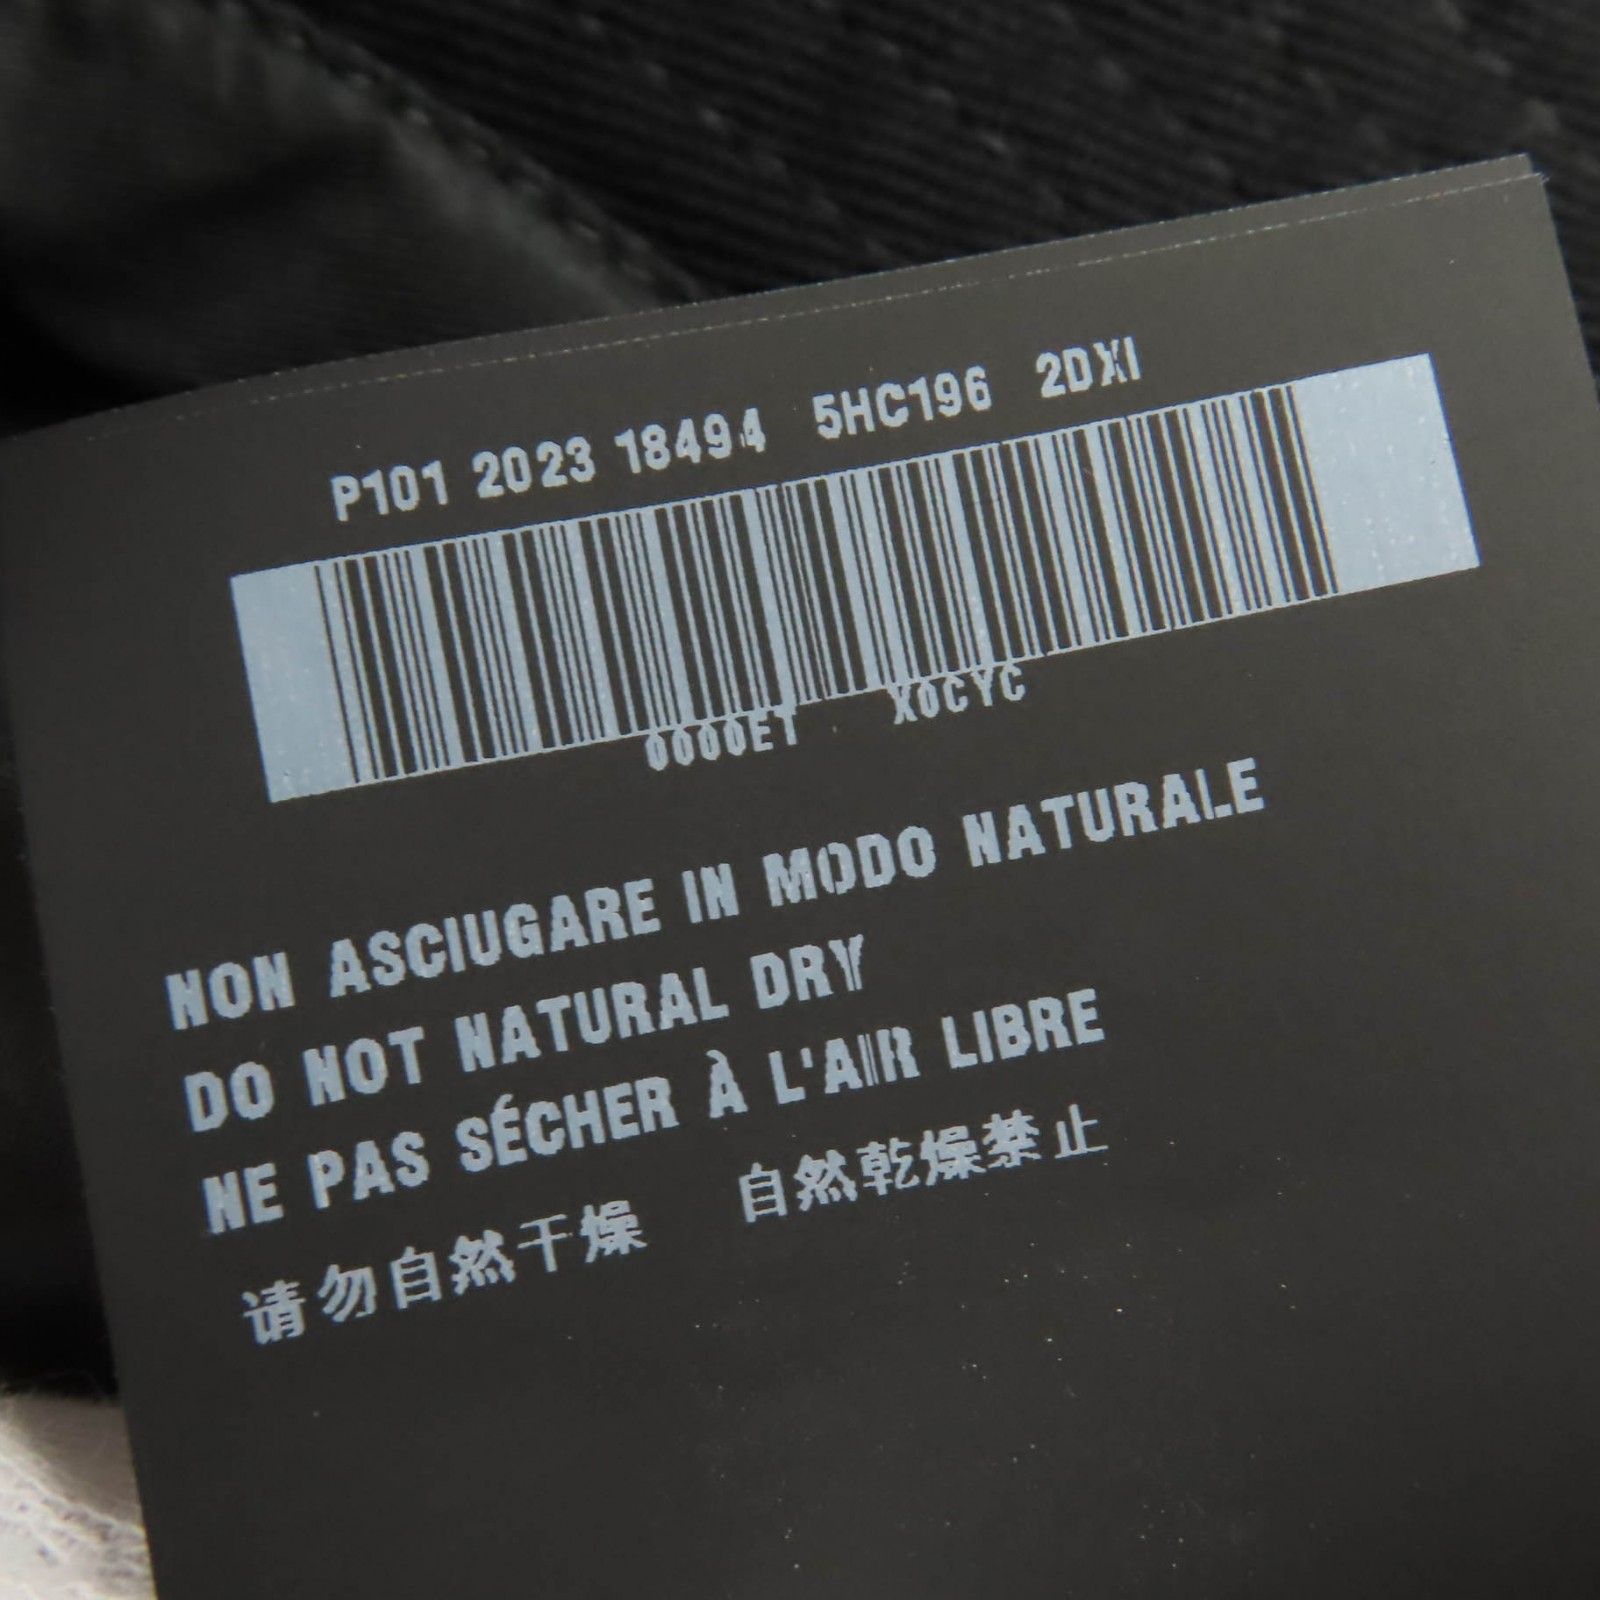 P101 2023 18494 5HC196 2DXI
0000ET X0CYC
NON ASCIUGARE IN MODO NATURALE
DO NOT NATURAL DRY
NE PAS SÉCHER À L'AIR LIBRE
请勿自然干燥 自然乾燥禁止